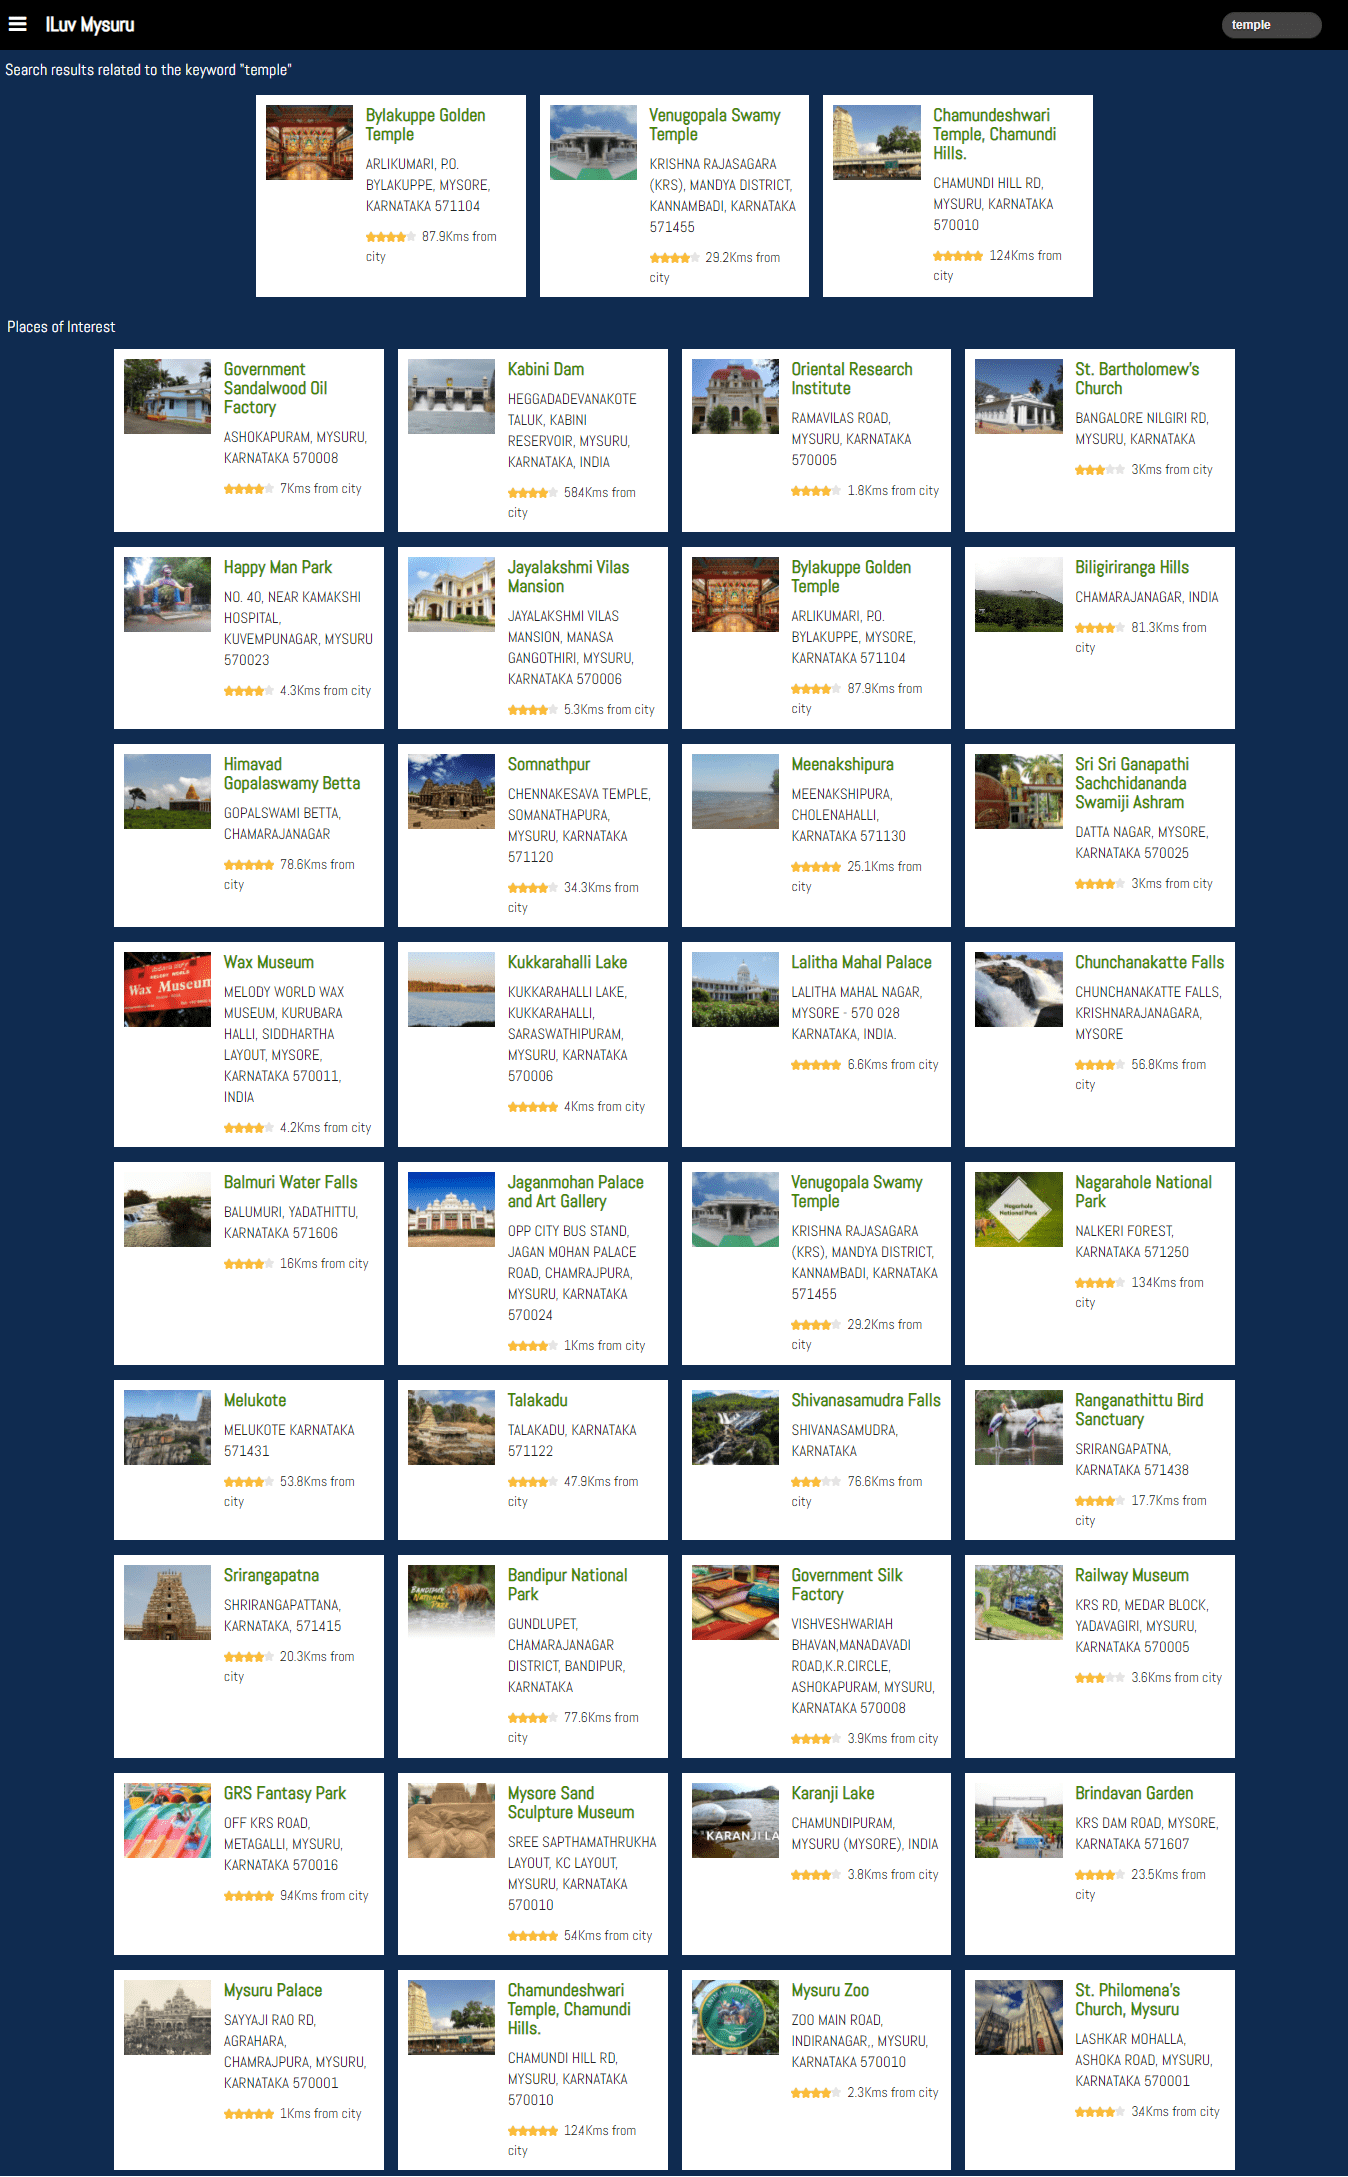 ILuv Mysuru
temple
Search results related to the keyword "temple"
Bylakuppe Golden
Temple
ARLIKUMARI, P.O.
BYLAKUPPE, MYSORE,
KARNATAKA 571104
87.9Kms from
city
Venugopala Swamy
Temple
KRISHNA RAJASAGARA
(KRS), MANDYA DISTRICT,
KANNAMBADI, KARNATAKA
571455
29.2Kms from
city
Chamundeshwari
Temple, Chamundi
Hills.
CHAMUNDI HILL RD,
MYSURU, KARNATAKA
570010
124Kms from
city
Places of Interest
Government
Sandalwood Oil
Factory
ASHOKAPURAM, MYSURU,
KARNATAKA 570008
7Kms from city
Kabini Dam
HEGGADADEVANAKOTE
TALUK, KABINI
RESERVOIR, MYSURU,
KARNATAKA, INDIA
584Kms from
city
Oriental Research
Institute
RAMAVILAS ROAD,
MYSURU, KARNATAKA
570005
1.8Kms from city
St. Bartholomew's
Church
BANGALORE NILGIRI RD,
MYSURU, KARNATAKA
3Kms from city
Happy Man Park
NO. 40, NEAR KAMAKSHI
HOSPITAL,
KUVEMPUNAGAR, MYSURU
570023
4.3Kms from city
Jayalakshmi Vilas
Mansion
JAYALAKSHMI VILAS
MANSION, MANASA
GANGOTHIRI, MYSURU,
KARNATAKA 570006
5.3Kms from city
Bylakuppe Golden
Temple
ARLIKUMARI, P.O.
BYLAKUPPE, MYSORE,
KARNATAKA 571104
87.9Kms from
city
Biligiriranga Hills
CHAMARAJANAGAR, INDIA
81.3Kms from
city
Himavad
Gopalaswamy Betta
GOPALSWAMI BETTA,
CHAMARAJANAGAR
78.6Kms from
city
Somnathpur
CHENNAKESAVA TEMPLE,
SOMANATHAPURA,
MYSURU, KARNATAKA
571120
34.3Kms from
city
Meenakshipura
MEENAKSHIPURA,
CHOLENAHALLI,
KARNATAKA 571130
25.1Kms from
city
Sri Sri Ganapathi
Sachchidananda
Swamiji Ashram
DATTA NAGAR, MYSORE,
KARNATAKA 570025
3Kms from city
Wax Museum
Wax Museum
MELODY WORLD WAX
MUSEUM, KURUBARA
HALLI, SIDDHARTHA
LAYOUT, MYSORE,
KARNATAKA 570011,
INDIA
4.2Kms from city
Kukkarahalli Lake
KUKKARAHALLI LAKE,
KUKKARAHALLI,
SARASWATHIPURAM,
MYSURU, KARNATAKA
570006
4Kms from city
Lalitha Mahal Palace
LALITHA MAHAL NAGAR,
MYSORE - 570 028
KARNATAKA, INDIA.
6.6Kms from city
Chunchanakatte Falls
CHUNCHANAKATTE FALLS,
KRISHNARAJANAGARA,
MYSORE
56.8Kms from
city
Balmuri Water Falls
BALUMURI, YADATHITTU,
KARNATAKA 571606
16Kms from city
Jaganmohan Palace
and Art Gallery
OPP CITY BUS STAND,
JAGAN MOHAN PALACE
ROAD, CHAMRAJPURA,
MYSURU, KARNATAKA
570024
1Kms from city
Venugopala Swamy
Temple
KRISHNA RAJASAGARA
(KRS), MANDYA DISTRICT,
KANNAMBADI, KARNATAKA
571455
29.2Kms from
city
Nagarhole
National Park
Nagarahole National
Park
NALKERI FOREST,
KARNATAKA 571250
134Kms from
city
Melukote
MELUKOTE KARNATAKA
571431
53.8Kms from
city
Talakadu
TALAKADU, KARNATAKA
571122
47.9Kms from
city
Shivanasamudra Falls
SHIVANASAMUDRA,
KARNATAKA
76.6Kms from
city
Ranganathittu Bird
Sanctuary
SRIRANGAPATNA,
KARNATAKA 571438
17.7Kms from
city
Srirangapatna
SHRIRANGAPATTANA,
KARNATAKA, 571415
20.3Kms from
city
BANDIPUR
NATIONAL
PARK
Bandipur National
Park
GUNDLUPET,
CHAMARAJANAGAR
DISTRICT, BANDIPUR,
KARNATAKA
77.6Kms from
city
Government Silk
Factory
VISHVESHWARIAH
BHAVAN,MANADAVADI
ROAD,K.R.CIRCLE,
ASHOKAPURAM, MYSURU,
KARNATAKA 570008
3.9Kms from city
Railway Museum
KRS RD, MEDAR BLOCK,
YADAVAGIRI, MYSURU,
KARNATAKA 570005
3.6Kms from city
GRS Fantasy Park
OFF KRS ROAD,
METAGALLI, MYSURU,
KARNATAKA 570016
94Kms from city
Mysore Sand
Sculpture Museum
SREE SAPTHAMATHRUKHA
LAYOUT, KC LAYOUT,
MYSURU, KARNATAKA
570010
54Kms from city
KARANJI LA
Karanji Lake
CHAMUNDIPURAM,
MYSURU (MYSORE), INDIA
3.8Kms from city
Brindavan Garden
KRS DAM ROAD, MYSORE,
KARNATAKA 571607
23.5Kms from
city
Mysuru Palace
SAYYAJI RAO RD,
AGRAHARA,
CHAMRAJPURA, MYSURU,
KARNATAKA 570001
1Kms from city
Chamundeshwari
Temple, Chamundi
Hills.
CHAMUNDI HILL RD,
MYSURU, KARNATAKA
570010
124Kms from
city
Mysuru Zoo
ZOO MAIN ROAD,
INDIRANAGAR,, MYSURU,
KARNATAKA 570010
2.3Kms from city
St. Philomena's
Church, Mysuru
LASHKAR MOHALLA,
ASHOKA ROAD, MYSURU,
KARNATAKA 570001
34Kms from city